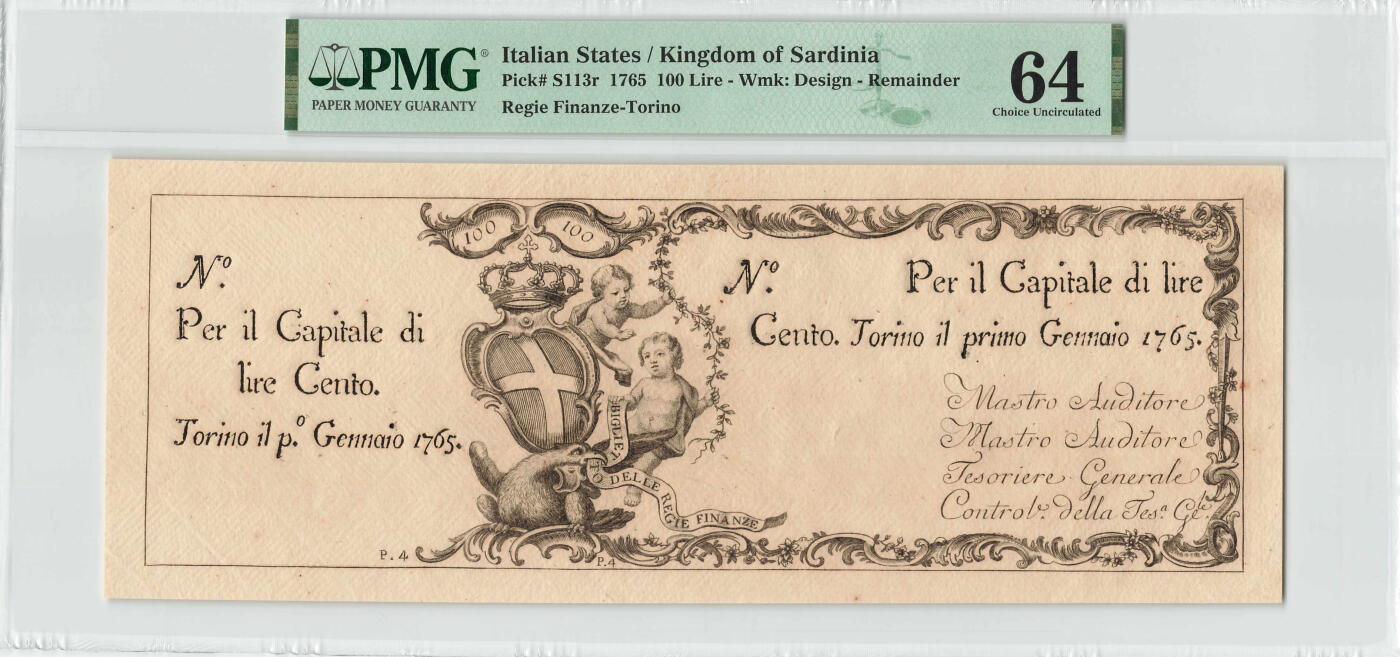 PMG®
PAPER MONEY GUARANTY
Italian States / Kingdom of Sardinia
Pick# S113r 1765 100 Lire - Wmk: Design - Remainder
Regie Finanze-Torino
64
Choice Uncirculated
100 100
N.º
Per il Capitale di
lire Cento.
Torino il p.º Gennaio 1765.
BIGLIETTO DELLE REGIE FINANZE
P. 4
P. 4
N.º Per il Capitale di lire
Cento. Torino il primo Gennaio 1765.
Mastro Auditore
Mastro Auditore
Tesoriere Generale
Control.ʳ della Tes.ª G.ˡᵉ